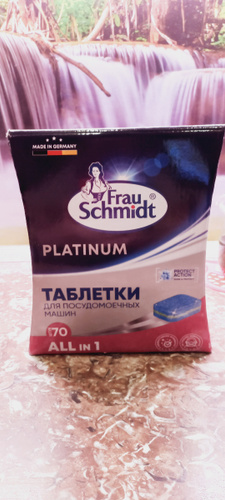 MADE IN GERMANY
Frau
Schmidt
®
PLATINUM
PROTECT
ACTION
ТАБЛЕТКИ
ДЛЯ ПОСУДОМОЕЧНЫХ
МАШИН
70
ALL IN 1